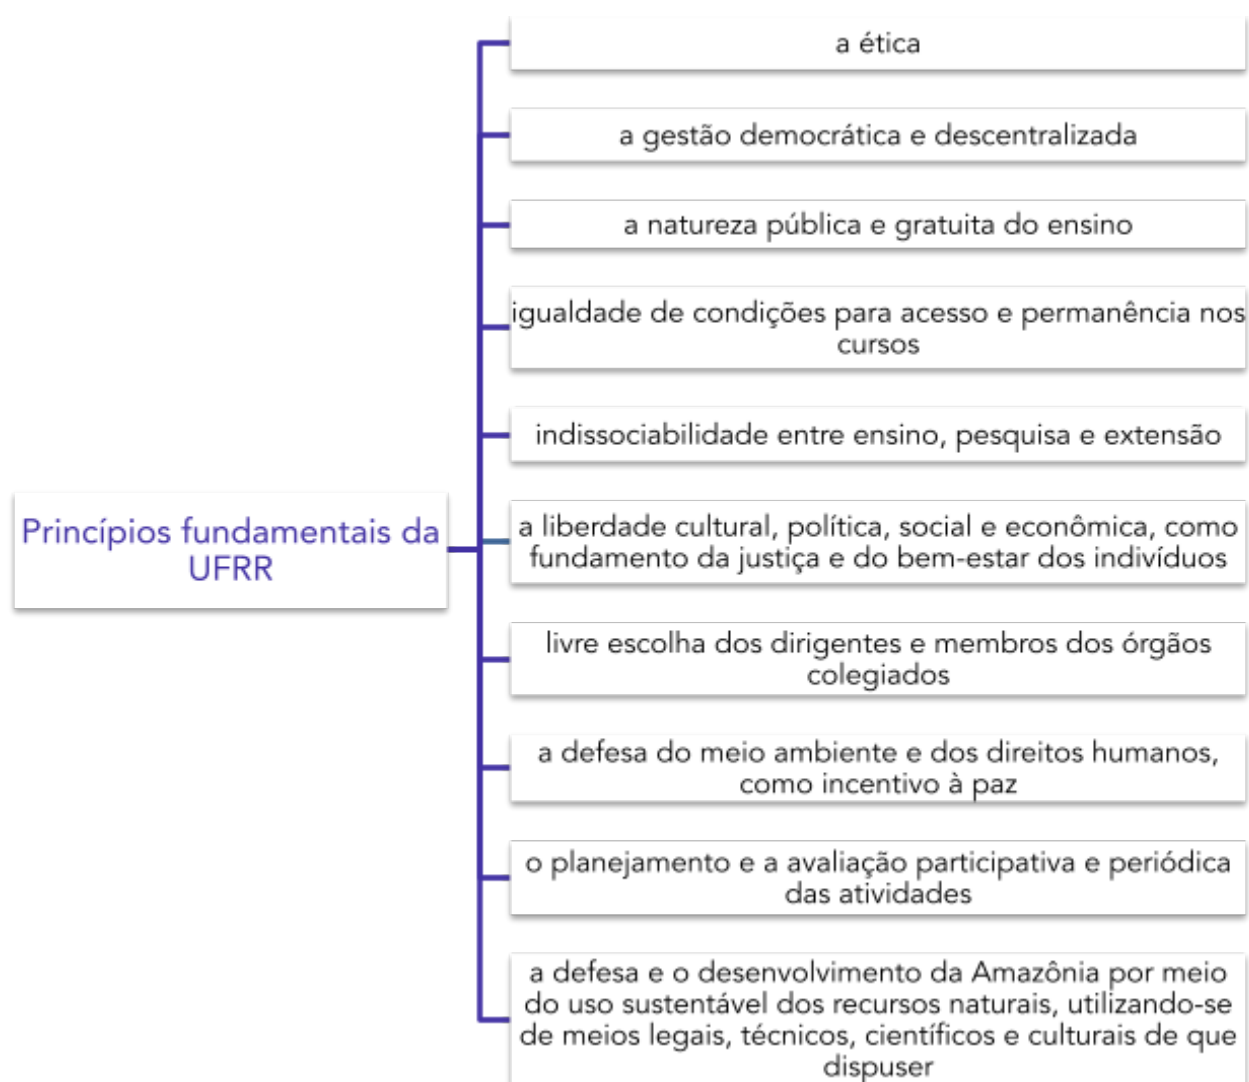 a ética
a gestão democrática e descentralizada
a natureza pública e gratuita do ensino
igualdade de condições para acesso e permanência nos
cursos
indissociabilidade entre ensino, pesquisa e extensão
Princípios fundamentais da
UFRR
a liberdade cultural, política, social e econômica, como
fundamento da justiça e do bem-estar dos indivíduos
livre escolha dos dirigentes e membros dos órgãos
colegiados
a defesa do meio ambiente e dos direitos humanos,
como incentivo à paz
o planejamento e a avaliação participativa e periódica
das atividades
a defesa e o desenvolvimento da Amazônia por meio
do uso sustentável dos recursos naturais, utilizando-se
de meios legais, técnicos, científicos e culturais de que
dispuser